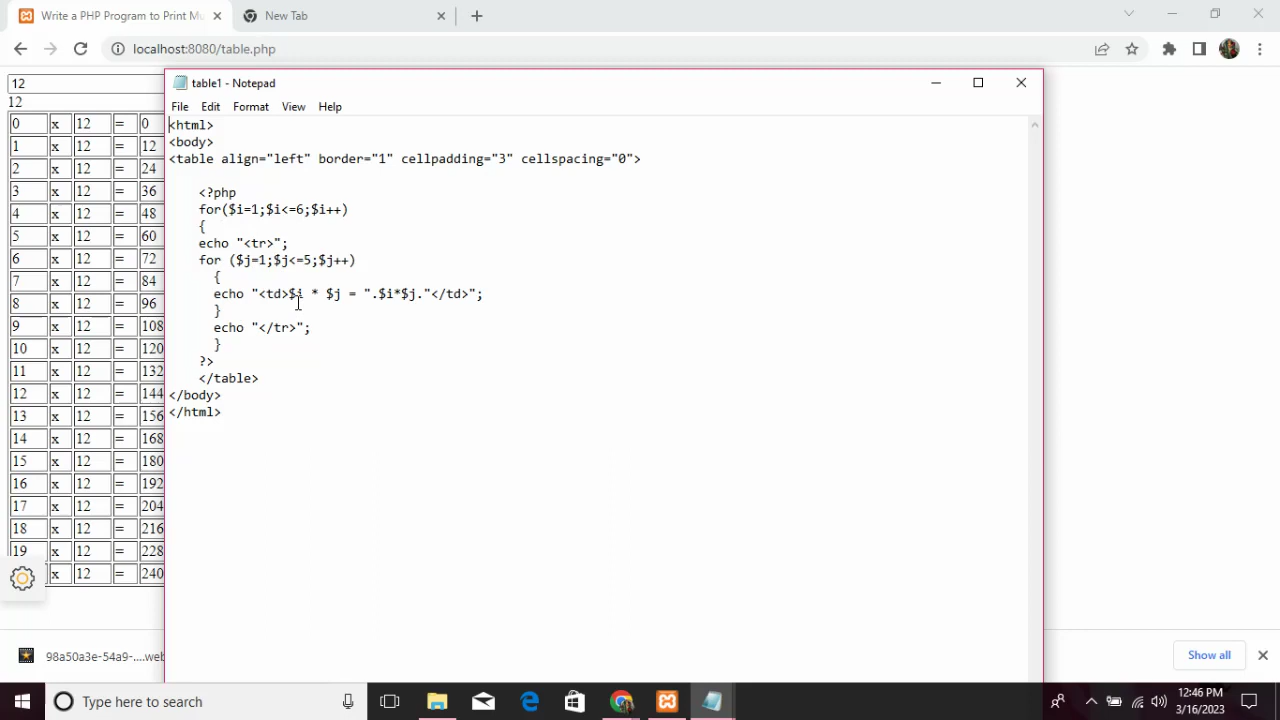 Write a PHP Program to Print Mu
New Tab
localhost:8080/table.php
12
12
0 x 12 = 0
1 x 12 = 12
2 x 12 = 24
3 x 12 = 36
4 x 12 = 48
5 x 12 = 60
6 x 12 = 72
7 x 12 = 84
8 x 12 = 96
9 x 12 = 108
10 x 12 = 120
11 x 12 = 132
12 x 12 = 144
13 x 12 = 156
14 x 12 = 168
15 x 12 = 180
16 x 12 = 192
17 x 12 = 204
18 x 12 = 216
19 x 12 = 228
x 12 = 240
table1 - Notepad
File Edit Format View Help
<html>
<body>
<table align="left" border="1" cellpadding="3" cellspacing="0">
<?php
for($i=1;$i<=6;$i++)
{
echo "<tr>";
for ($j=1;$j<=5;$j++)
{
echo "<td>$i * $j = ".$i*$j."</td>";
}
echo "</tr>";
}
?>
</table>
</body>
</html>
98a50a3e-54a9-....web
Show all
Type here to search
12:46 PM
3/16/2023